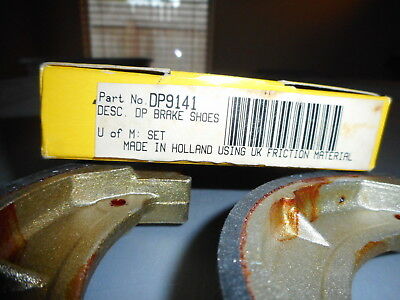 Part No. DP9141
DESC. DP BRAKE SHOES
U of M: SET
MADE IN HOLLAND USING UK FRICTION MATERIAL